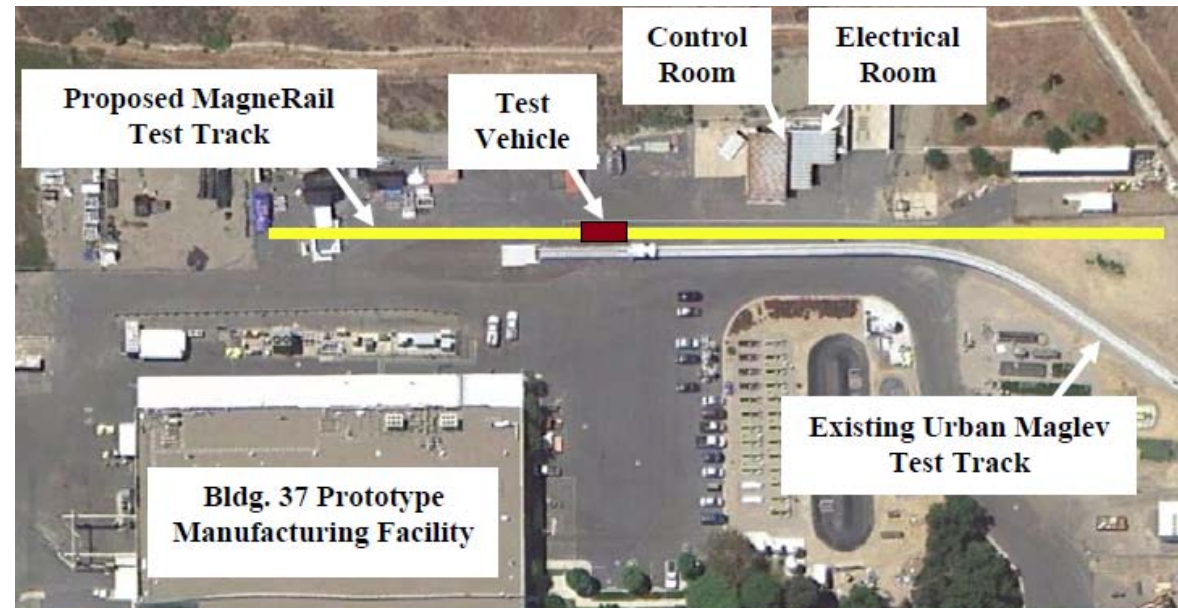 Proposed MagneRail
Test Track
Test
Vehicle
Control
Room
Electrical
Room
Existing Urban Maglev
Test Track
Bldg. 37 Prototype
Manufacturing Facility